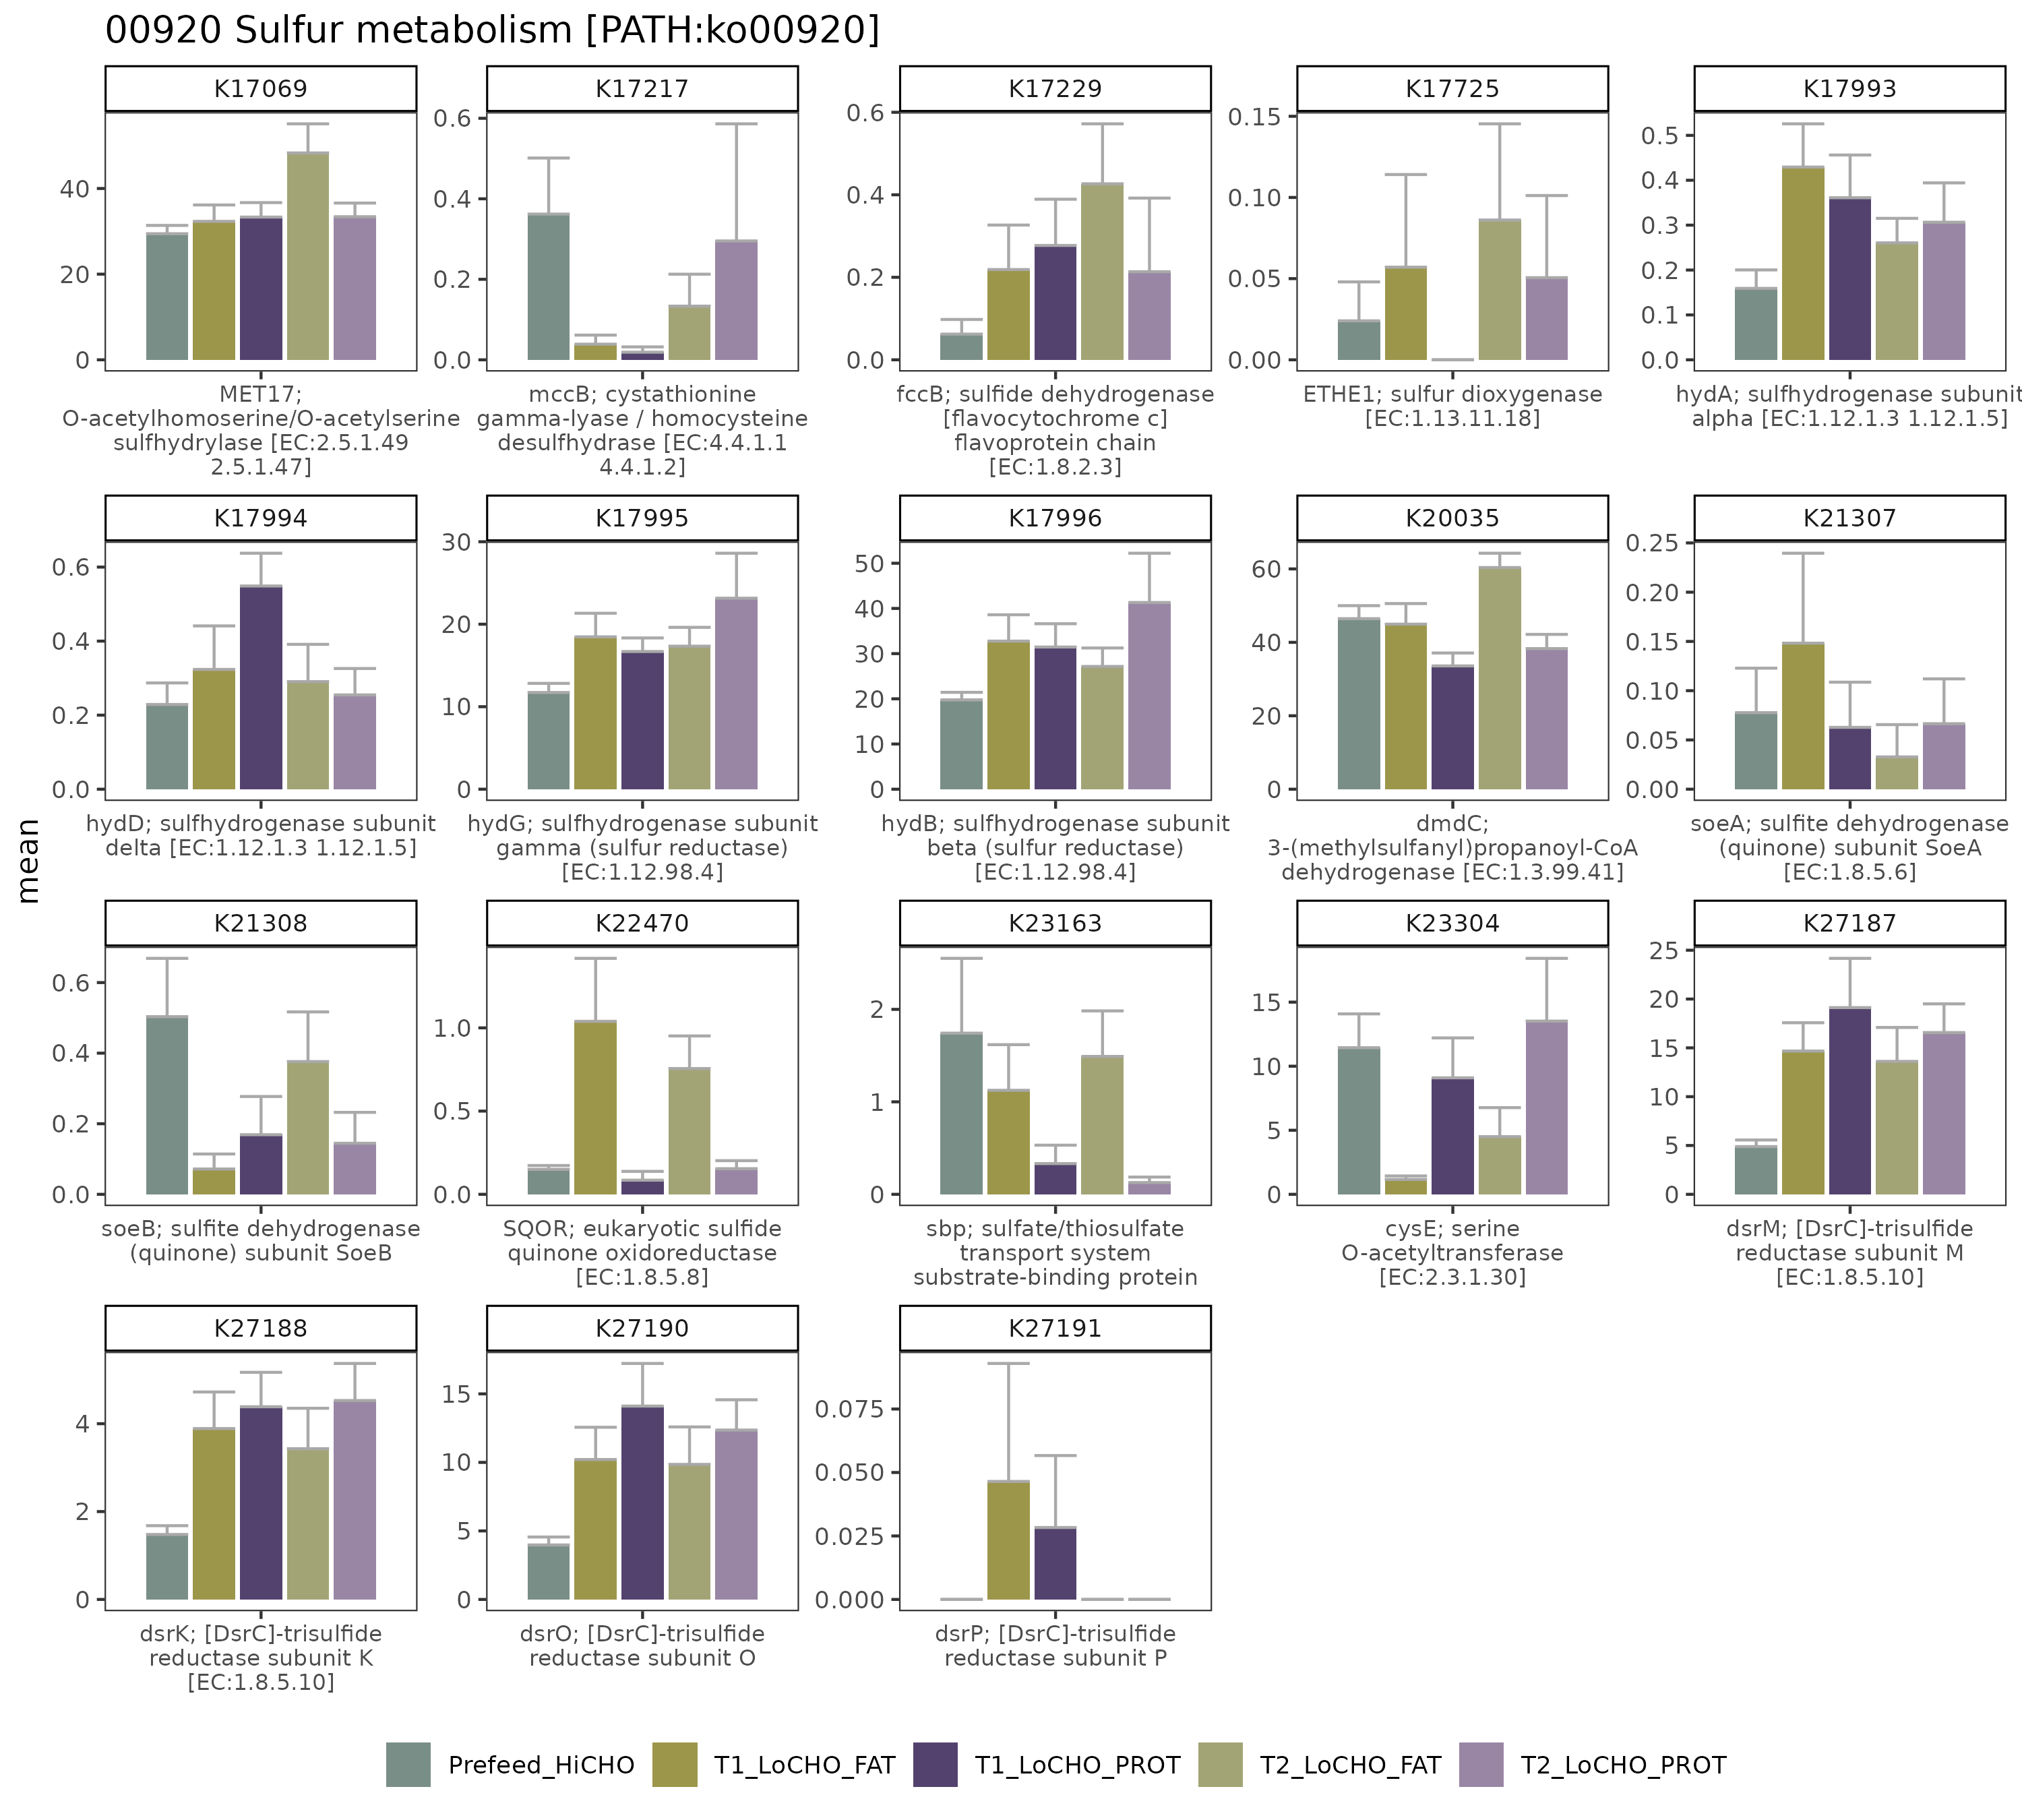 00920 Sulfur metabolism [PATH:ko00920]
mean
K17069
0
20
40
MET17;
O-acetylhomoserine/O-acetylserine
sulfhydrylase [EC:2.5.1.49
2.5.1.47]
K17217
0.6
0.4
0.2
0.0
mccB; cystathionine
gamma-lyase / homocysteine
desulfhydrase [EC:4.4.1.1
4.4.1.2]
K17229
0.6
0.4
0.2
0.0
fccB; sulfide dehydrogenase
[flavocytochrome c]
flavoprotein chain
[EC:1.8.2.3]
K17725
0.15
0.10
0.05
0.00
ETHE1; sulfur dioxygenase
[EC:1.13.11.18]
K17993
0.5
0.4
0.3
0.2
0.1
0.0
hydA; sulfhydrogenase subunit
alpha [EC:1.12.1.3 1.12.1.5]
K17994
0.6
0.4
0.2
0.0
hydD; sulfhydrogenase subunit
delta [EC:1.12.1.3 1.12.1.5]
K17995
30
20
10
0
hydG; sulfhydrogenase subunit
gamma (sulfur reductase)
[EC:1.12.98.4]
K17996
50
40
30
20
10
0
hydB; sulfhydrogenase subunit
beta (sulfur reductase)
[EC:1.12.98.4]
K20035
60
40
20
0
dmdC;
3-(methylsulfanyl)propanoyl-CoA
dehydrogenase [EC:1.3.99.41]
K21307
0.25
0.20
0.15
0.10
0.05
0.00
soeA; sulfite dehydrogenase
(quinone) subunit SoeA
[EC:1.8.5.6]
K21308
0.6
0.4
0.2
0.0
soeB; sulfite dehydrogenase
(quinone) subunit SoeB
K22470
1.0
0.5
0.0
SQOR; eukaryotic sulfide
quinone oxidoreductase
[EC:1.8.5.8]
K23163
2
1
0
sbp; sulfate/thiosulfate
transport system
substrate-binding protein
K23304
15
10
5
0
cysE; serine
O-acetyltransferase
[EC:2.3.1.30]
K27187
25
20
15
10
5
0
dsrM; [DsrC]-trisulfide
reductase subunit M
[EC:1.8.5.10]
K27188
4
2
0
dsrK; [DsrC]-trisulfide
reductase subunit K
[EC:1.8.5.10]
K27190
15
10
5
0
dsrO; [DsrC]-trisulfide
reductase subunit O
K27191
0.075
0.050
0.025
0.000
dsrP; [DsrC]-trisulfide
reductase subunit P
Prefeed_HiCHO T1_LoCHO_FAT T1_LoCHO_PROT T2_LoCHO_FAT T2_LoCHO_PROT